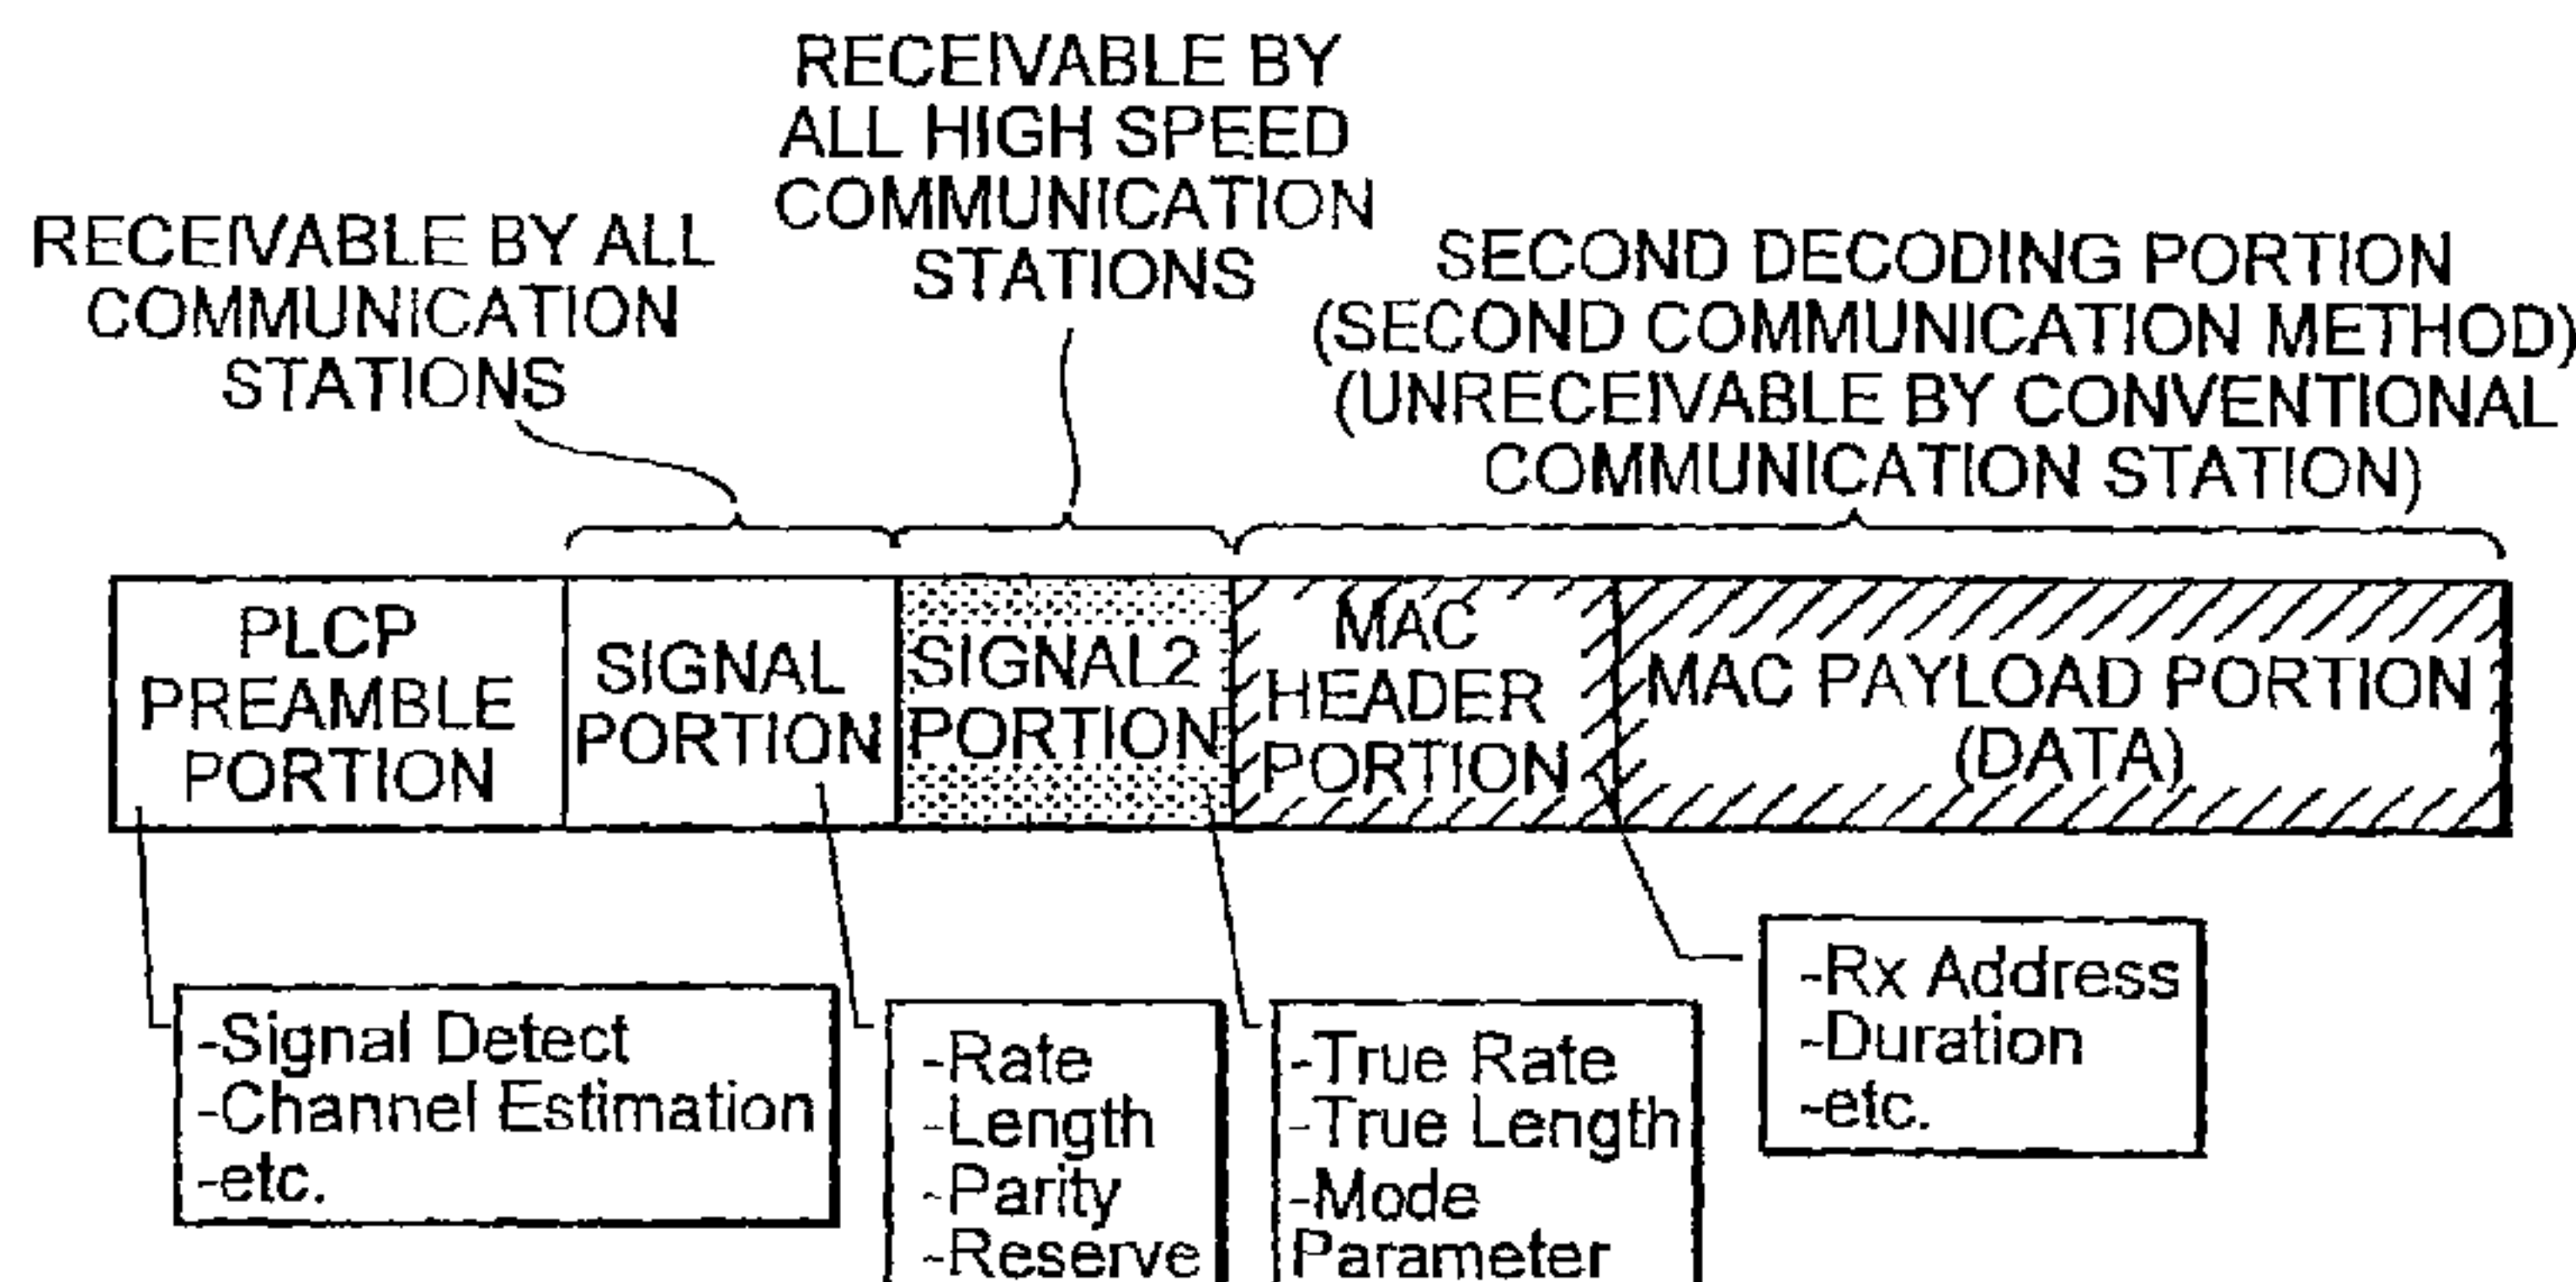 RECEIVABLE BY ALL
COMMUNICATION
STATIONS
RECEIVABLE BY
ALL HIGH SPEED
COMMUNICATION
STATIONS
SECOND DECODING PORTION
(SECOND COMMUNICATION METHOD)
(UNRECEIVABLE BY CONVENTIONAL
COMMUNICATION STATION)
PLCP
PREAMBLE
PORTION
SIGNAL
PORTION
SIGNAL2
PORTION
MAC
HEADER
PORTION
MAC PAYLOAD PORTION
(DATA)
-Signal Detect
-Channel Estimation
-etc.
-Rate
-Length
-Parity
-Reserve
-True Rate
-True Length
-Mode
Parameter
-Rx Address
-Duration
-etc.